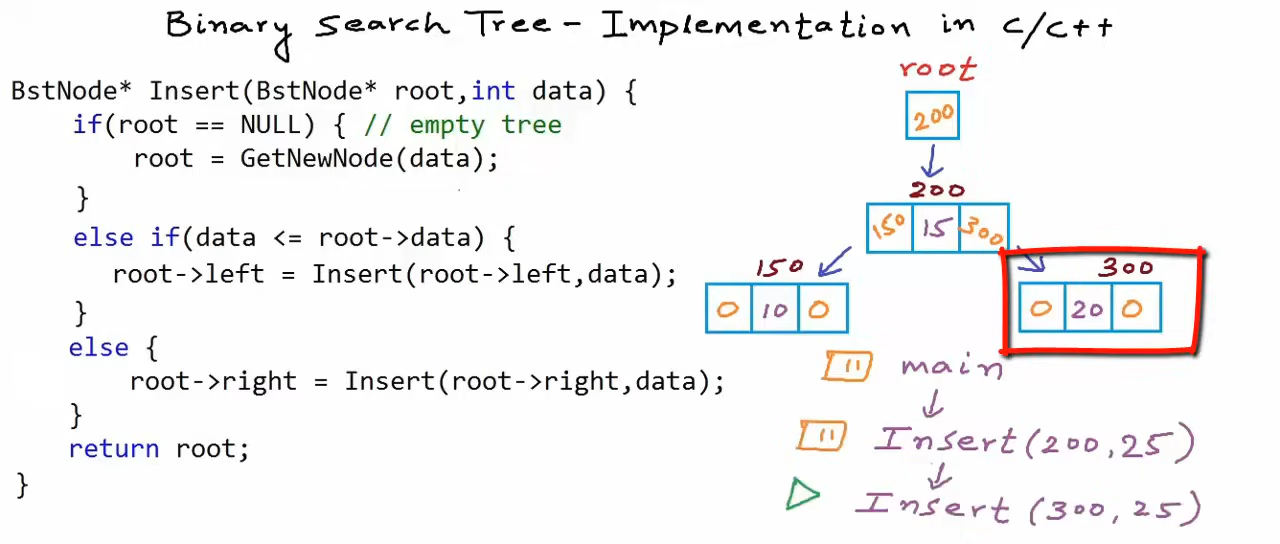 Binary Search Tree - Implementation in C/C++
BstNode* Insert(BstNode* root,int data) {
if(root == NULL) { // empty tree
root = GetNewNode(data);
}
else if(data <= root->data) {
root->left = Insert(root->left,data);
}
else {
root->right = Insert(root->right,data);
}
return root;
}
root
200
200
150 15 300
150
0 10 0
300
0 20 0
main
Insert(200,25)
Insert (300,25)